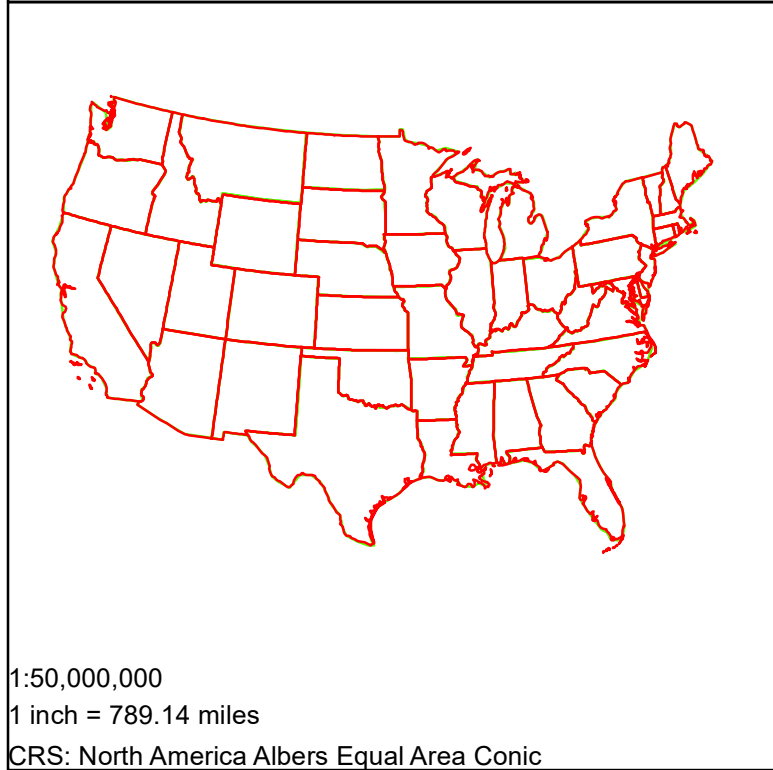 1:50,000,000
1 inch = 789.14 miles
CRS: North America Albers Equal Area Conic